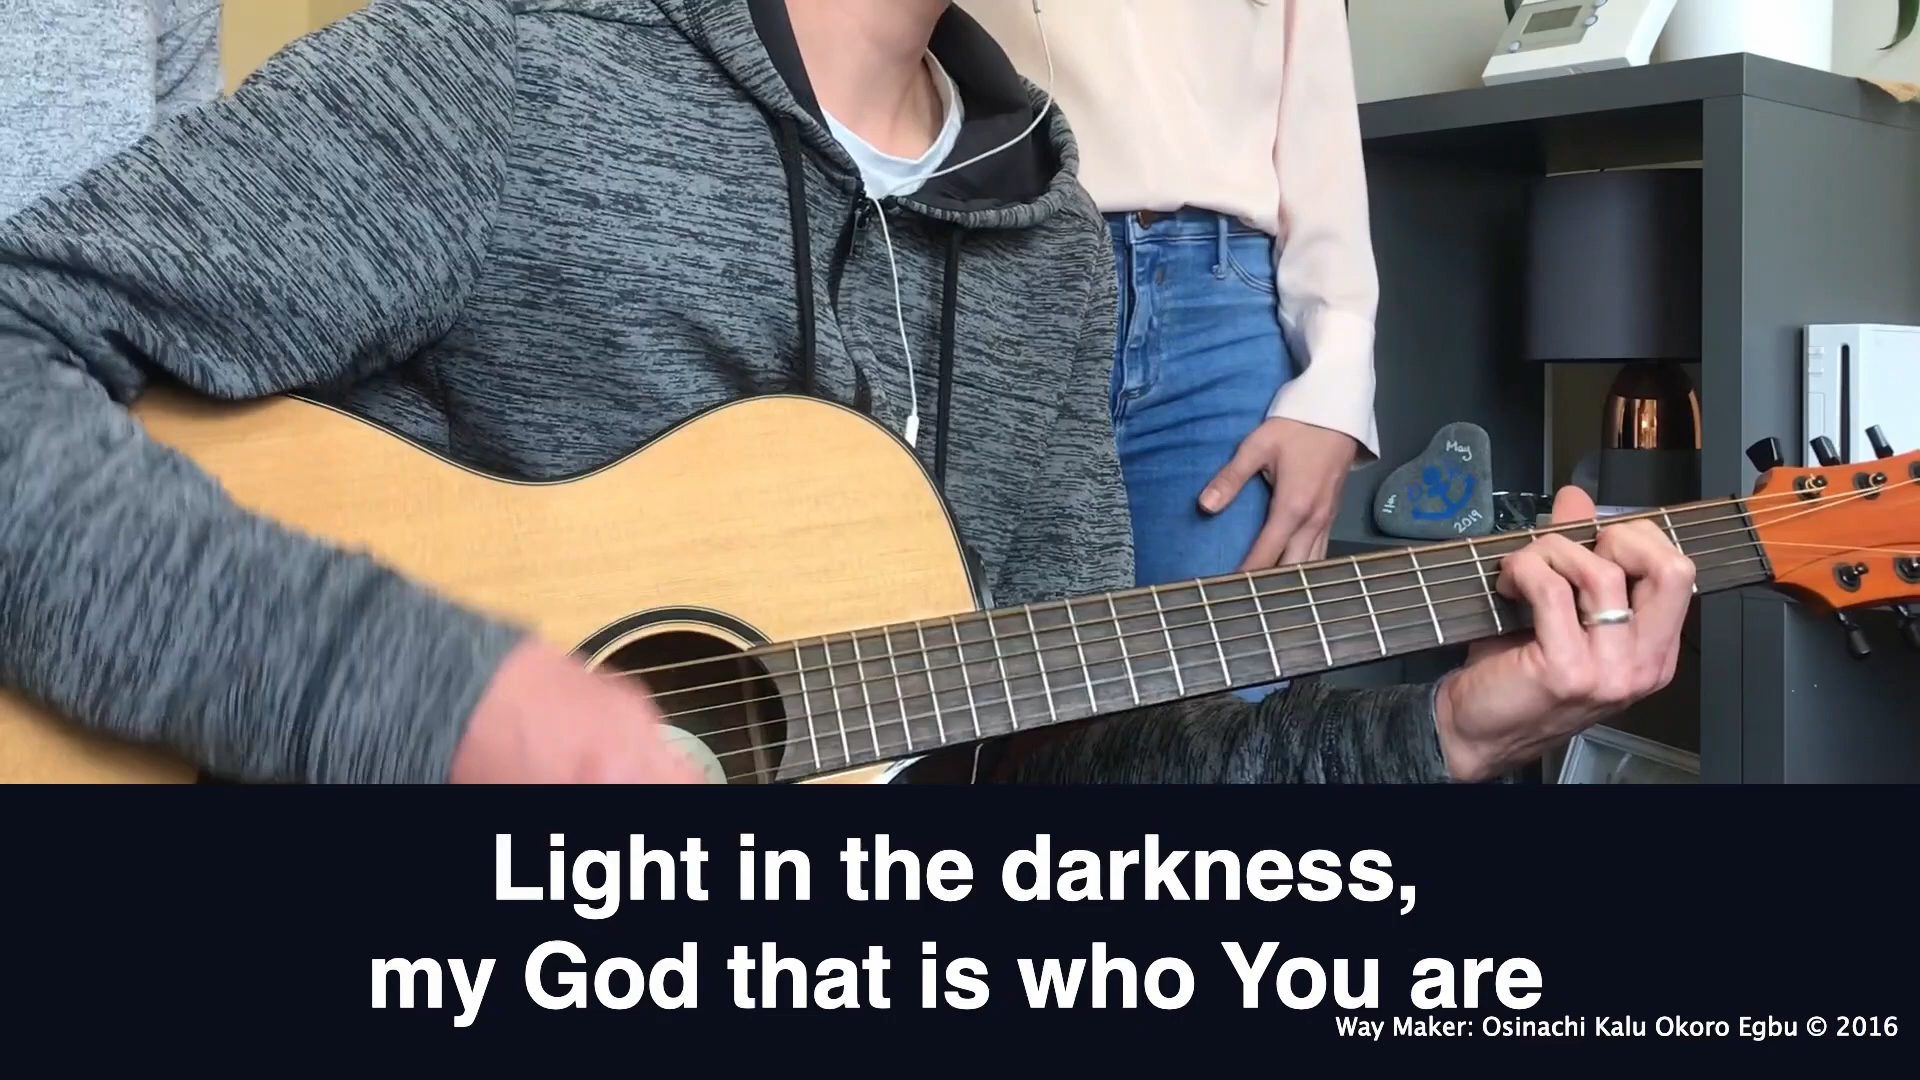 May
11th
2019
Light in the darkness,
my God that is who You are
Way Maker: Osinachi Kalu Okoro Egbu © 2016